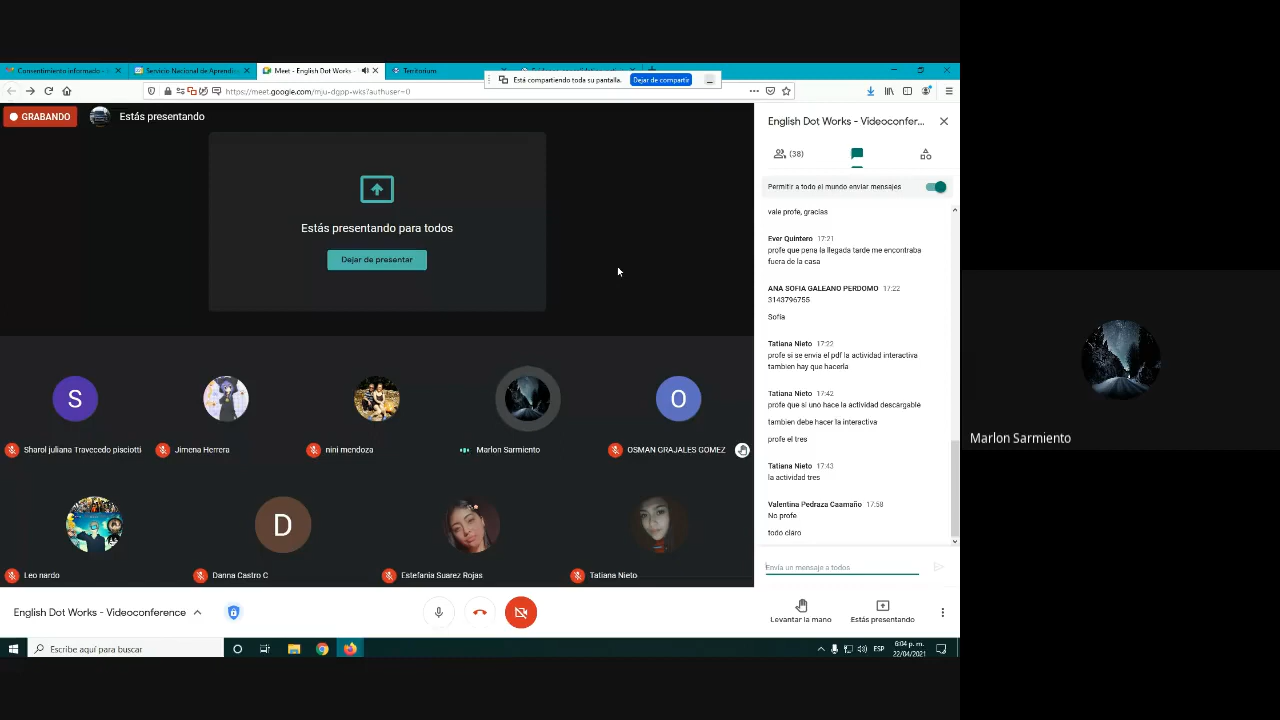 Consentimiento informado -
Servicio Nacional de Aprendiz
Meet - English Dot Works -
Territorium
Está compartiendo toda su pantalla.
Dejar de compartir
https://meet.google.com/mju-dgpp-wks?authuser=0
GRABANDO
Estás presentando
Estás presentando para todos
Dejar de presentar
S
O
Sharol juliana Travecedo pisciotti
Jimena Herrera
nini mendoza
Marlon Sarmiento
OSMAN GRAJALES GOMEZ
D
Leo nardo
Danna Castro C
Estefania Suarez Rojas
Tatiana Nieto
English Dot Works - Videoconfer...
(38)
Permitir a todo el mundo enviar mensajes
vale profe, gracias
Ever Quintero 17:21
profe que pena la llegada tarde me encontraba
fuera de la casa
ANA SOFIA GALEANO PERDOMO 17:22
3143796755
Sofía
Tatiana Nieto 17:22
profe si se envia el pdf la actividad interactiva
tambien hay que hacerla
Tatiana Nieto 17:42
profe que si uno hace la actividad descargable
tambien debe hacer la interactiva
profe el tres
Tatiana Nieto 17:43
la actividad tres
Valentina Pedraza Caamaño 17:58
No profe
todo claro
Envía un mensaje a todos
English Dot Works - Videoconference
Levantar la mano
Estás presentando
Escribe aquí para buscar
ESP
6:04 p. m.
22/04/2021
Marlon Sarmiento